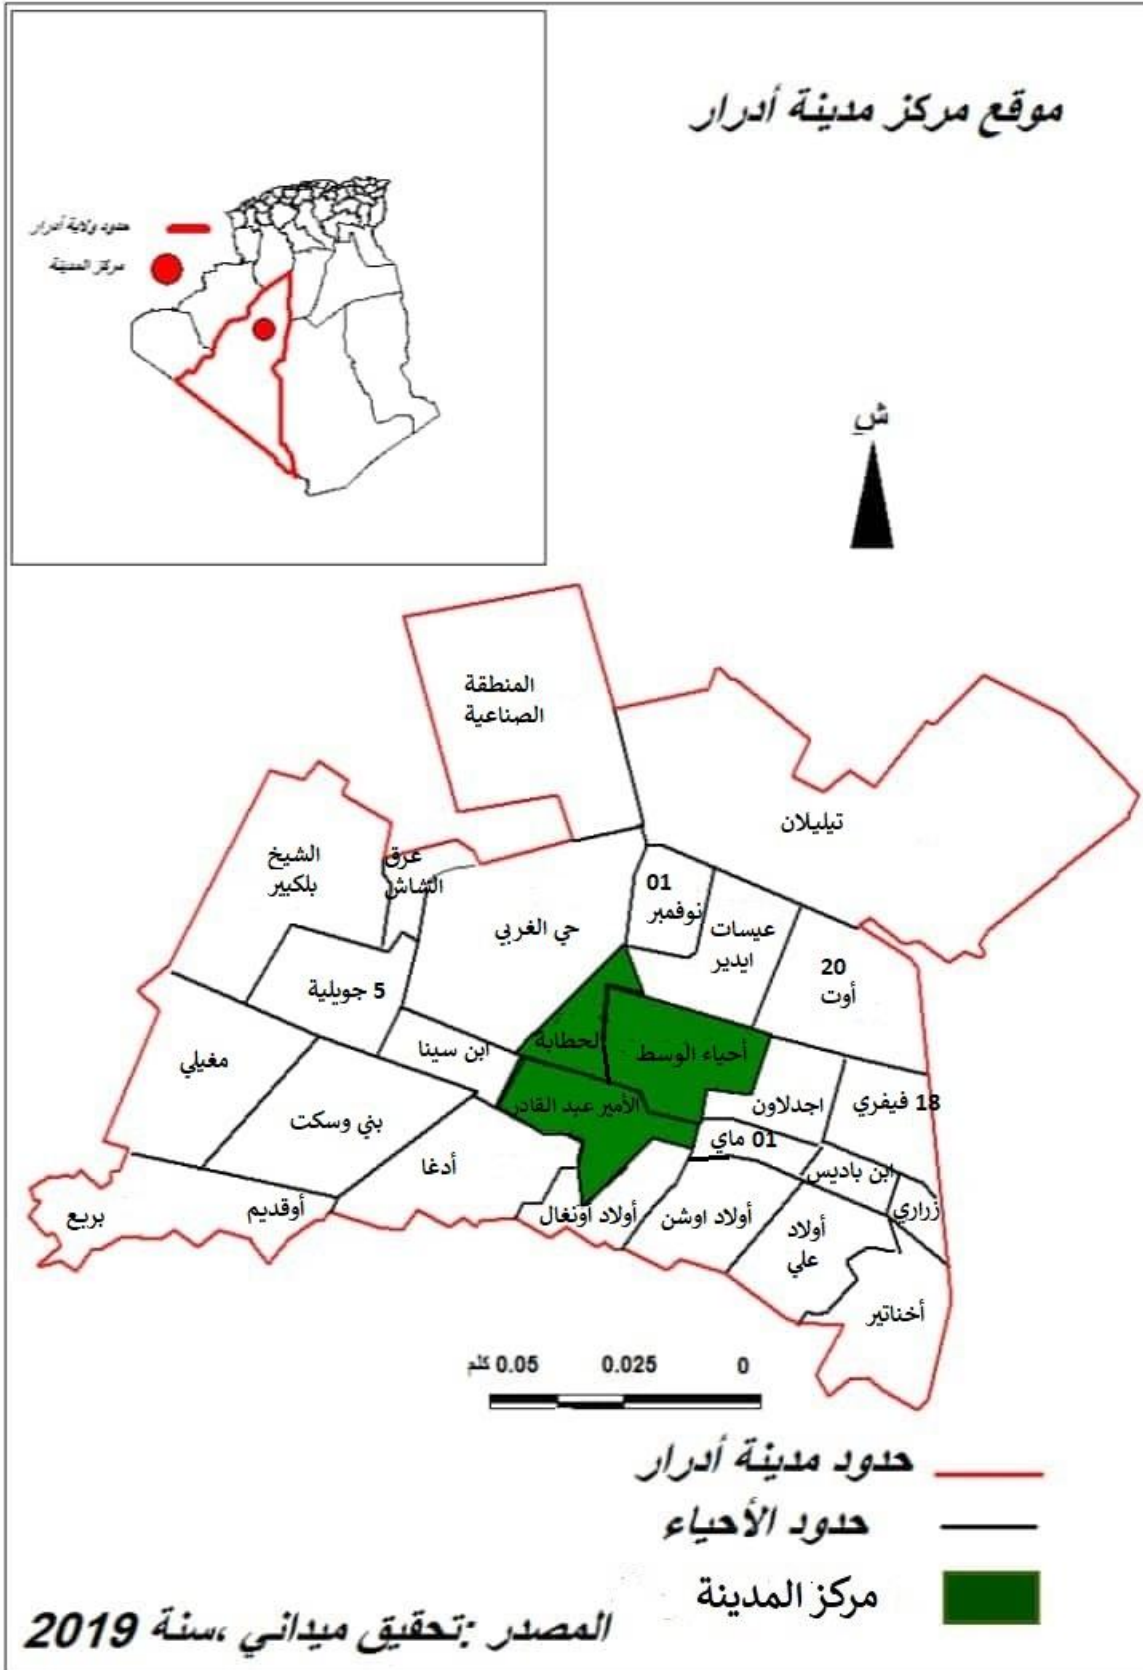 موقع مركز مدينة أدرار
حدود ولاية أدرار
مركز المدينة
ش
المنطقة
الصناعية
تيليلان
الشيخ
بلكبير
عرق
الشاش
01
نوفمبر
حي الغربي
عيسات
ايدير
20
أوت
5 جويلية
مغيلي
ابن سينا
الحطابة
أحياء الوسط
بني وسكت
الأمير عبد القادر
اجدلاون
18 فيفري
01 ماي
أدغا
ابن باديس
بربع
أوقديم
أولاد أونغال
أولاد اوشن
أولاد
علي
زراري
أخناتير
0.05 كلم 0.025 0
حدود مدينة أدرار
حدود الأحياء
مركز المدينة
المصدر :تحقيق ميداني ،سنة 2019